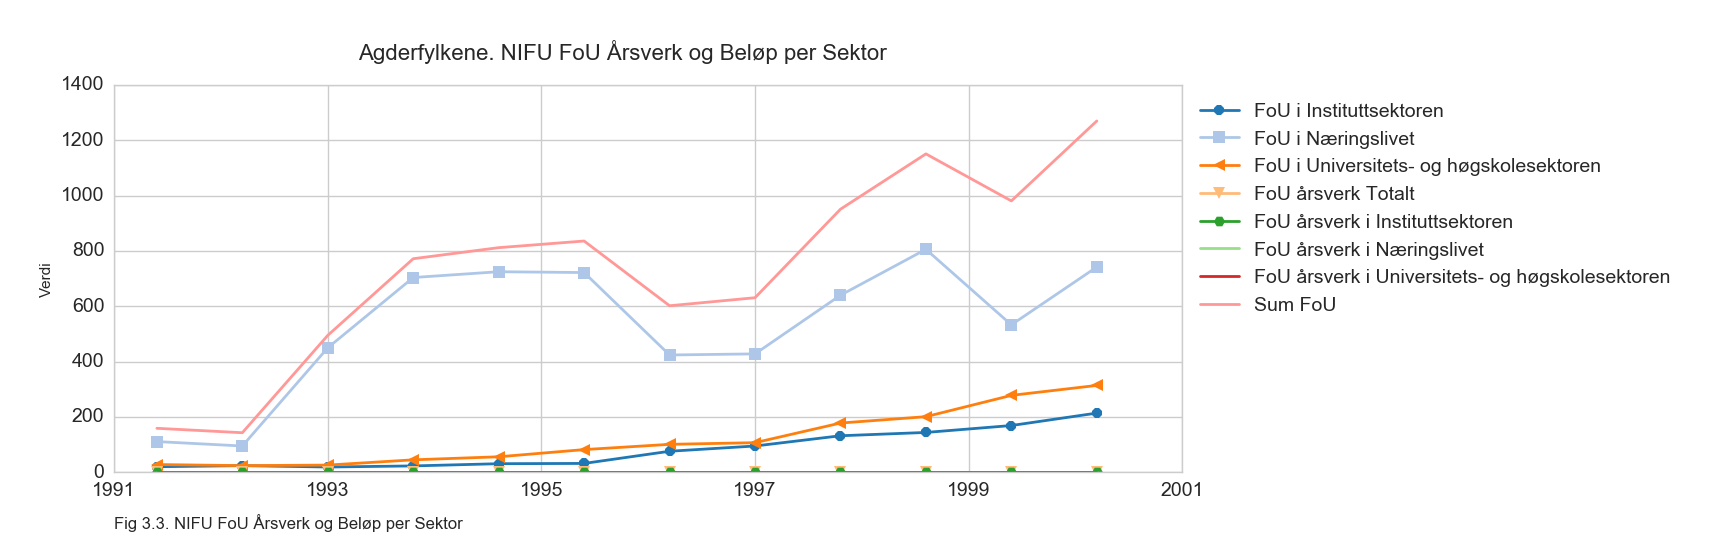 Agderfylkene. NIFU FoU Årsverk og Beløp per Sektor
1400
1200
1000
800
600
400
200
0
Verdi
1991
1993
1995
1997
1999
2001
FoU i Instituttsektoren
FoU i Næringslivet
FoU i Universitets- og høgskolesektoren
FoU årsverk Totalt
FoU årsverk i Instituttsektoren
FoU årsverk i Næringslivet
FoU årsverk i Universitets- og høgskolesektoren
Sum FoU
Fig 3.3. NIFU FoU Årsverk og Beløp per Sektor